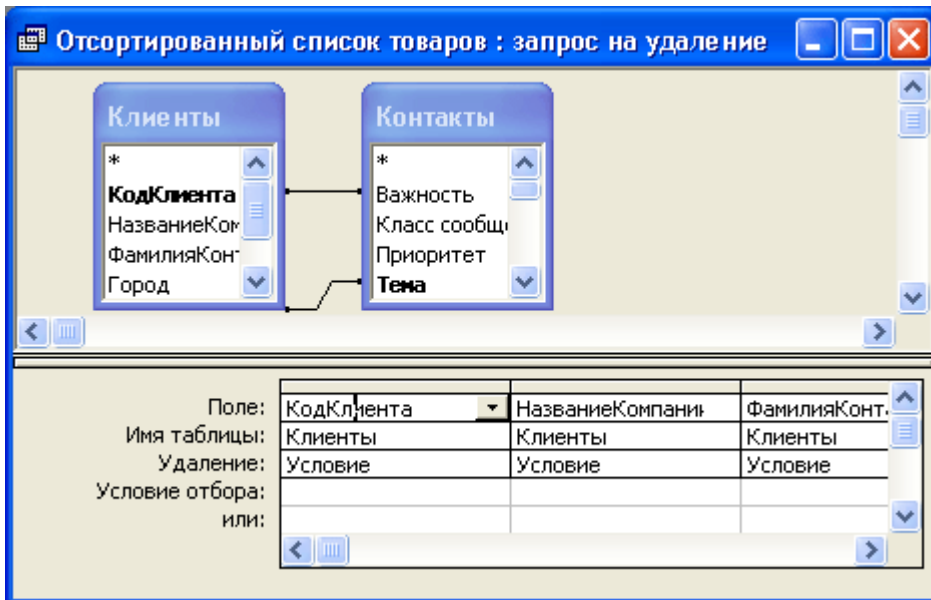 Отсортированный список товаров : запрос на удаление
Клиенты
*
КодКлиента
НазваниеКом
ФамилияКонт
Город
Контакты
*
Важность
Класс сообщ
Приоритет
Тема
Поле: КодКлиента НазваниеКомпани ФамилияКонт
Имя таблицы: Клиенты Клиенты Клиенты
Удаление: Условие Условие Условие
Условие отбора:
или: